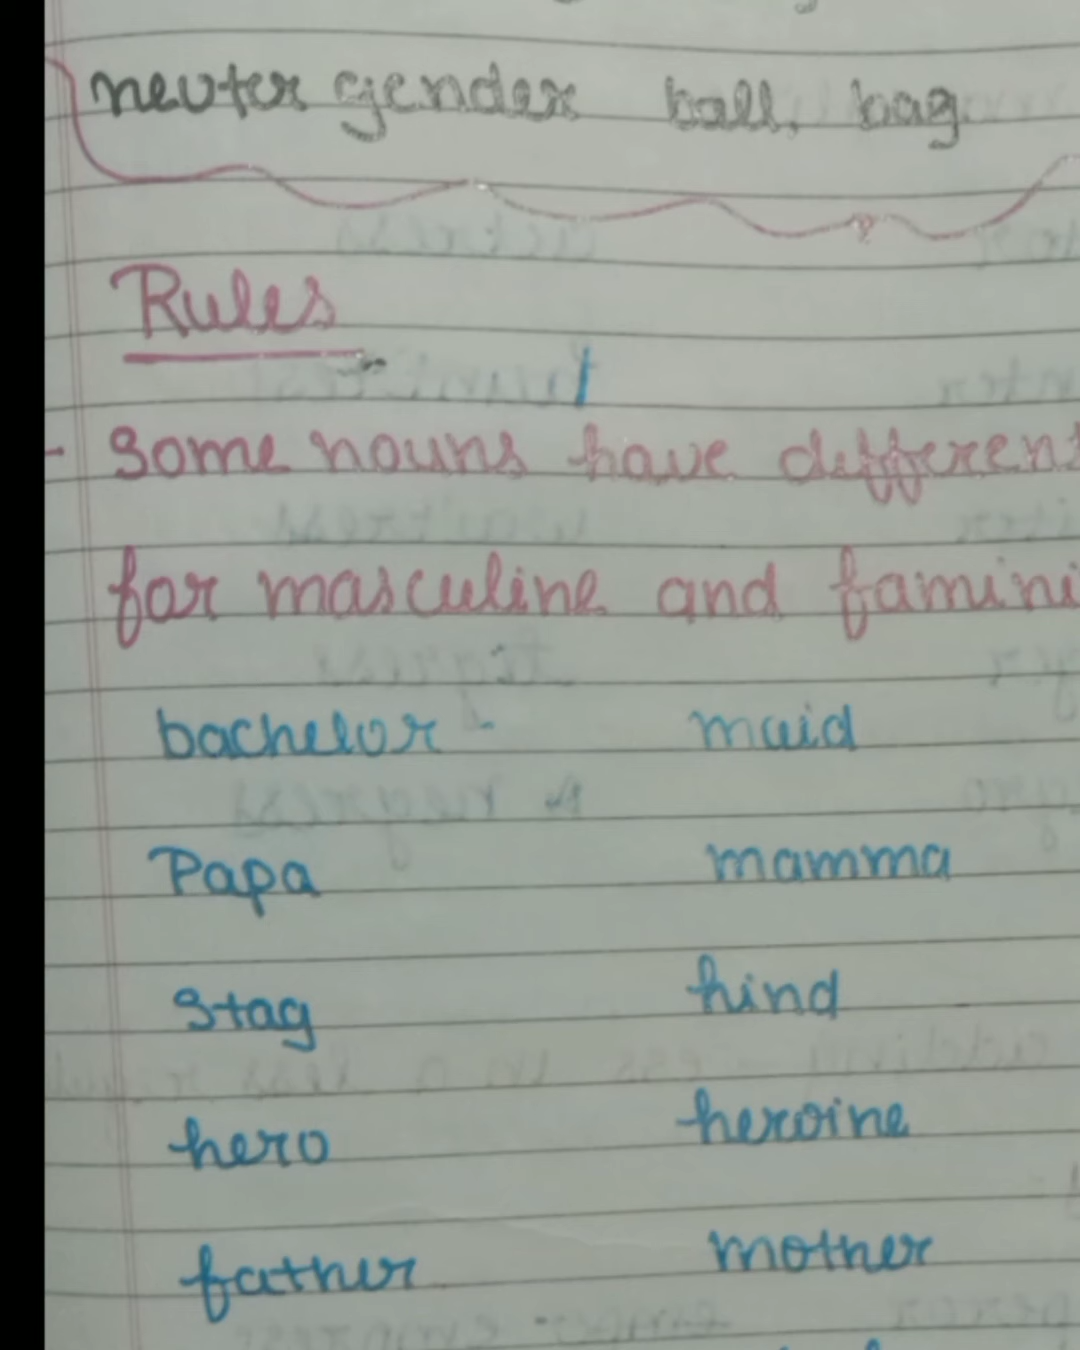 neuter gender ball, bag.
Rules
- Some nouns have different
for masculine and famini
bachelor - maid
Papa mamma
Stag hind
hero heroine
father mother